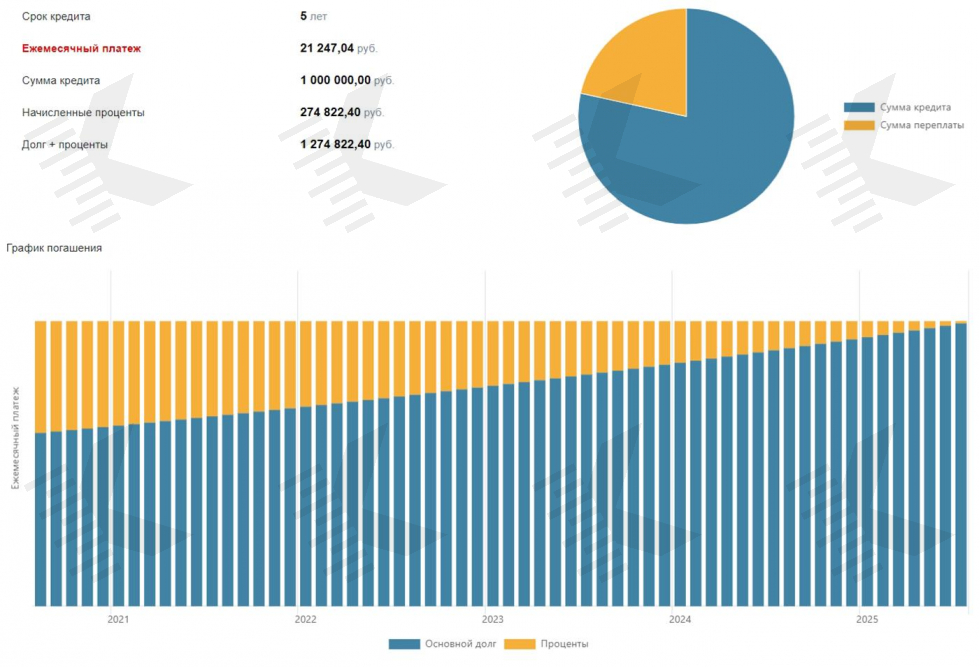 Срок кредита 5 лет
Ежемесячный платеж 21 247,04 руб.
Сумма кредита 1 000 000,00 руб.
Начисленные проценты 274 822,40 руб.
Долг + проценты 1 274 822,40 руб.
Сумма кредита
Сумма переплаты
График погашения
Ежемесячный платеж
2021 2022 2023 2024 2025
Основной долг Проценты